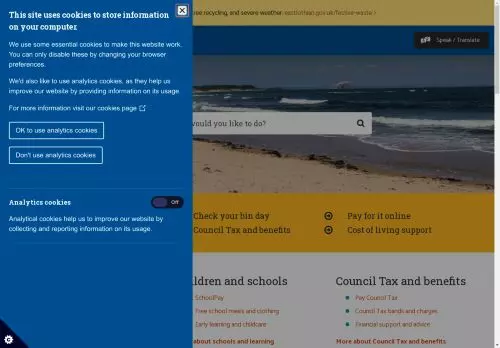 This site uses cookies to store information
on your computer
We use some essential cookies to make this website work.
You can only disable these by changing your browser
preferences.
We'd also like to use analytics cookies, as they help us
improve our website by providing information on its usage
For more information visit our cookies page
OK to use analytics cookies
Don't use analytics cookies
Analytics cookies
Off
Analytical cookies help us to improve our website by
collecting and reporting information on its usage.
recycling, and severe weather: eastlothian.gov.uk/festive-waste
Speak / Translate
would you like to do?
Check your bin day
Pay for it online
Council Tax and benefits
Cost of living support
ldren and schools
SchoolPay
Free school meals and clothing
Early learning and childcare
about schools and learning
Council Tax and benefits
Pay Council Tax
Council Tax bands and charges
Financial support and advice
More about Council Tax and benefits